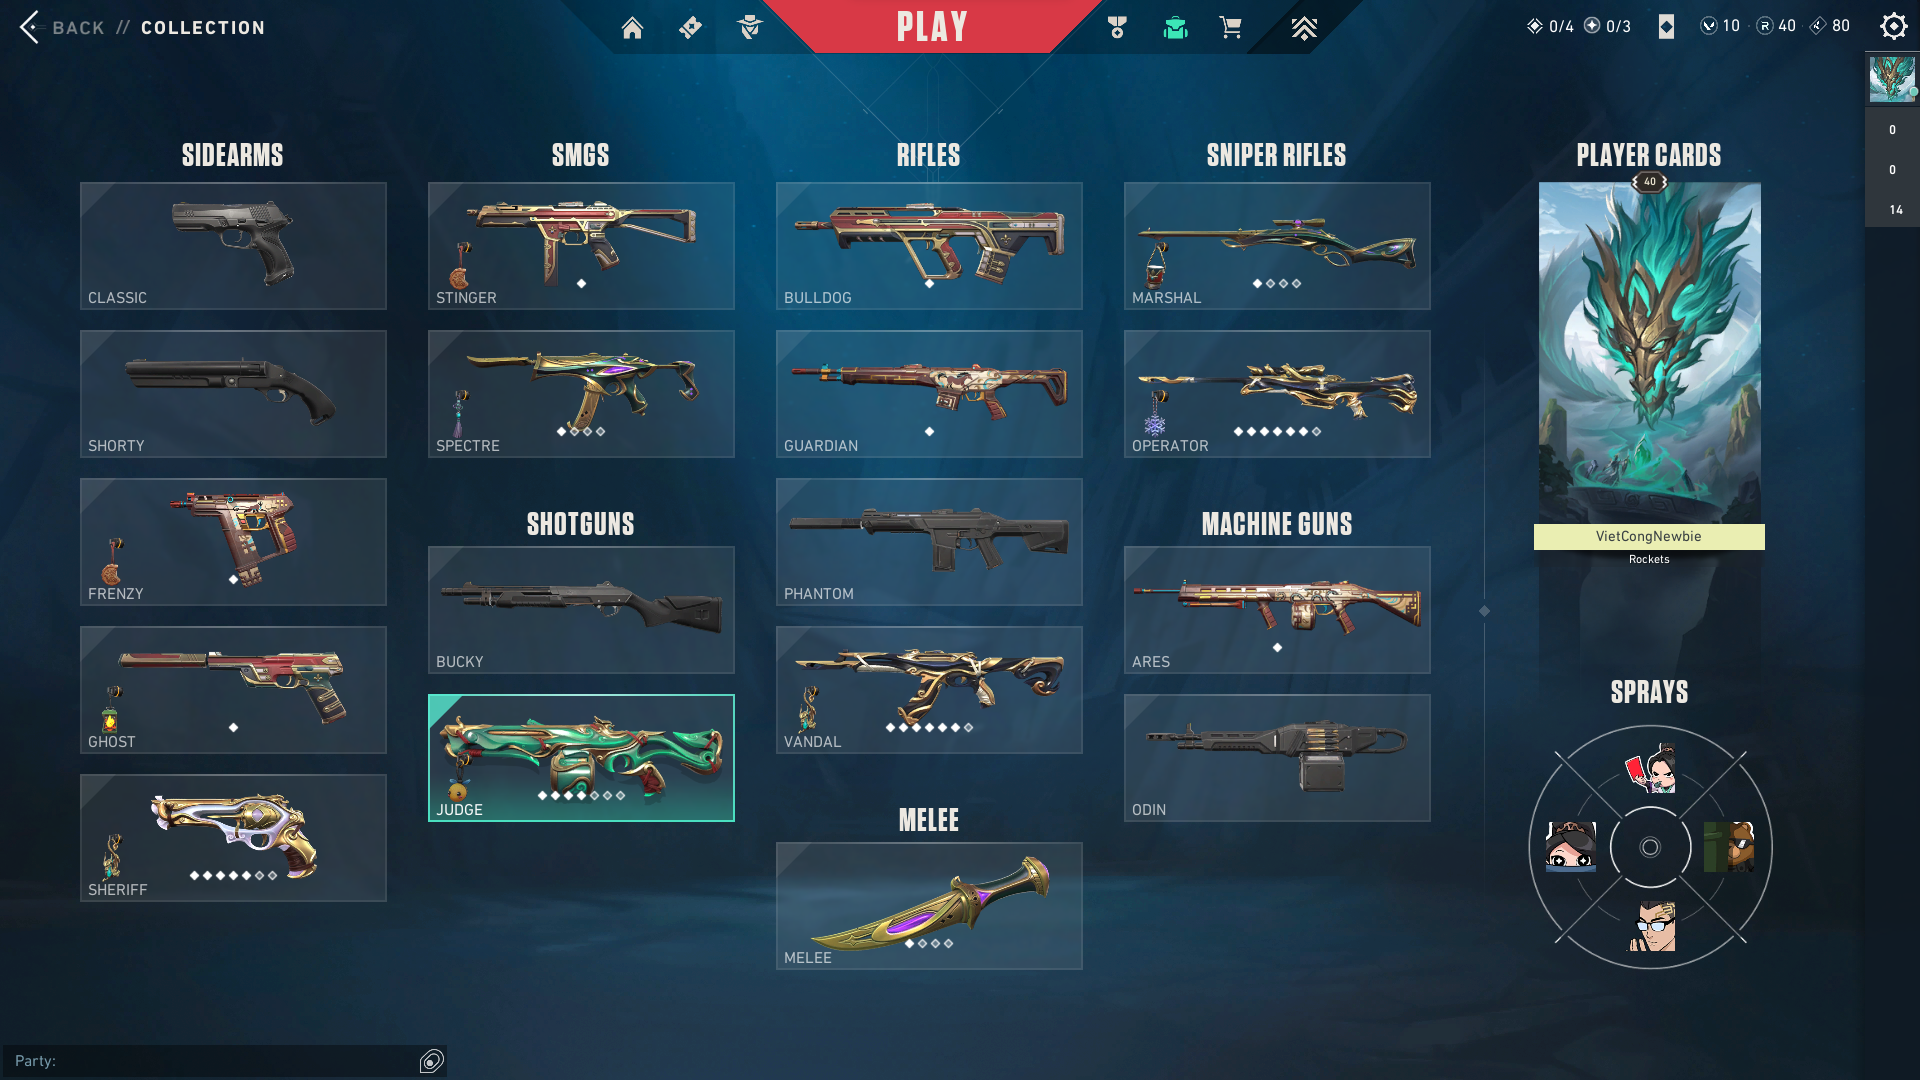 BACK // COLLECTION
PLAY
0/4 0/3 10 40 80
0
0
14
SIDEARMS
CLASSIC
SHORTY
FRENZY
GHOST
SHERIFF
SMGS
STINGER
SPECTRE
SHOTGUNS
BUCKY
JUDGE
RIFLES
BULLDOG
GUARDIAN
PHANTOM
VANDAL
MELEE
MELEE
SNIPER RIFLES
MARSHAL
OPERATOR
MACHINE GUNS
ARES
ODIN
PLAYER CARDS
40
VietCongNewbie
Rockets
SPRAYS
Party: